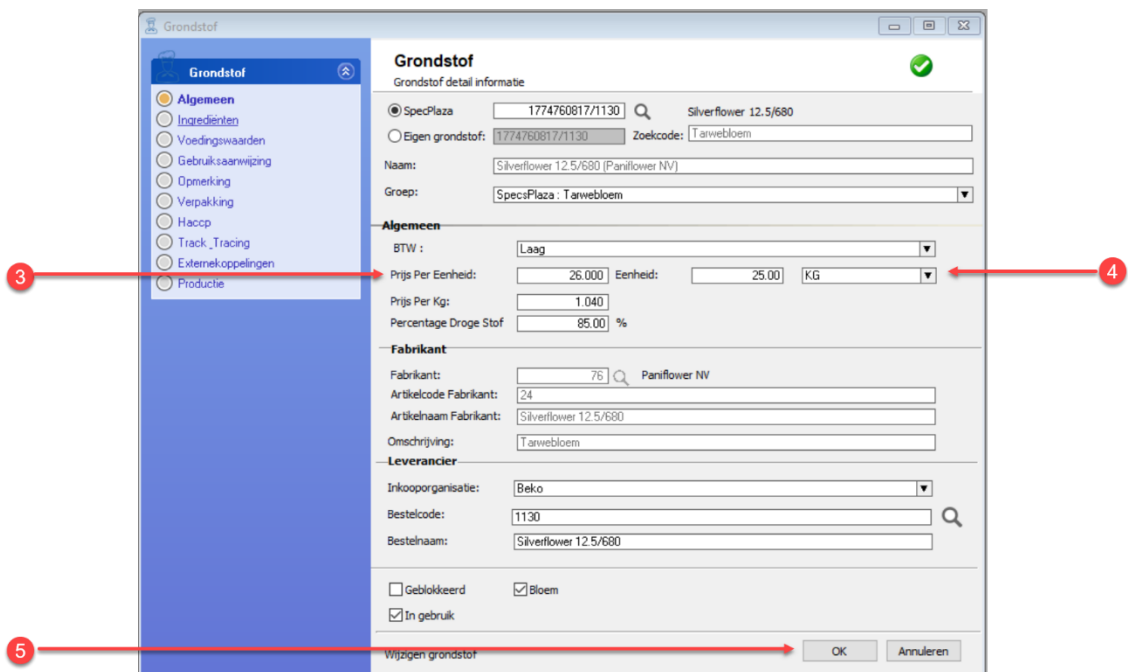 Grondstof
Grondstof
Algemeen
Ingrediënten
Voedingswaarden
Gebruiksaanwijzing
Opmerking
Verpakking
Haccp
Track_Tracing
Externekoppelingen
Productie
Grondstof
Grondstof detail informatie
SpecPlaza 1774760817/1130 Silverflower 12.5/680
Eigen grondstof: 1774760817/1130 Zoekcode: Tarwebloem
Naam: Silverflower 12.5/680 (Paniflower NV)
Groep: SpecsPlaza : Tarwebloem
Algemeen
BTW : Laag
3 Prijs Per Eenheid: 26.000 Eenheid: 25.00 KG 4
Prijs Per Kg: 1.040
Percentage Droge Stof 85.00 %
Fabrikant
Fabrikant: 76 Paniflower NV
Artikelcode Fabrikant: 24
Artikelnaam Fabrikant: Silverflower 12.5/680
Omschrijving: Tarwebloem
Leverancier
Inkooporganisatie: Beko
Bestelcode: 1130
Bestelnaam: Silverflower 12.5/680
Geblokkeerd Bloem
In gebruik
5 Wijzigen grondstof OK Annuleren